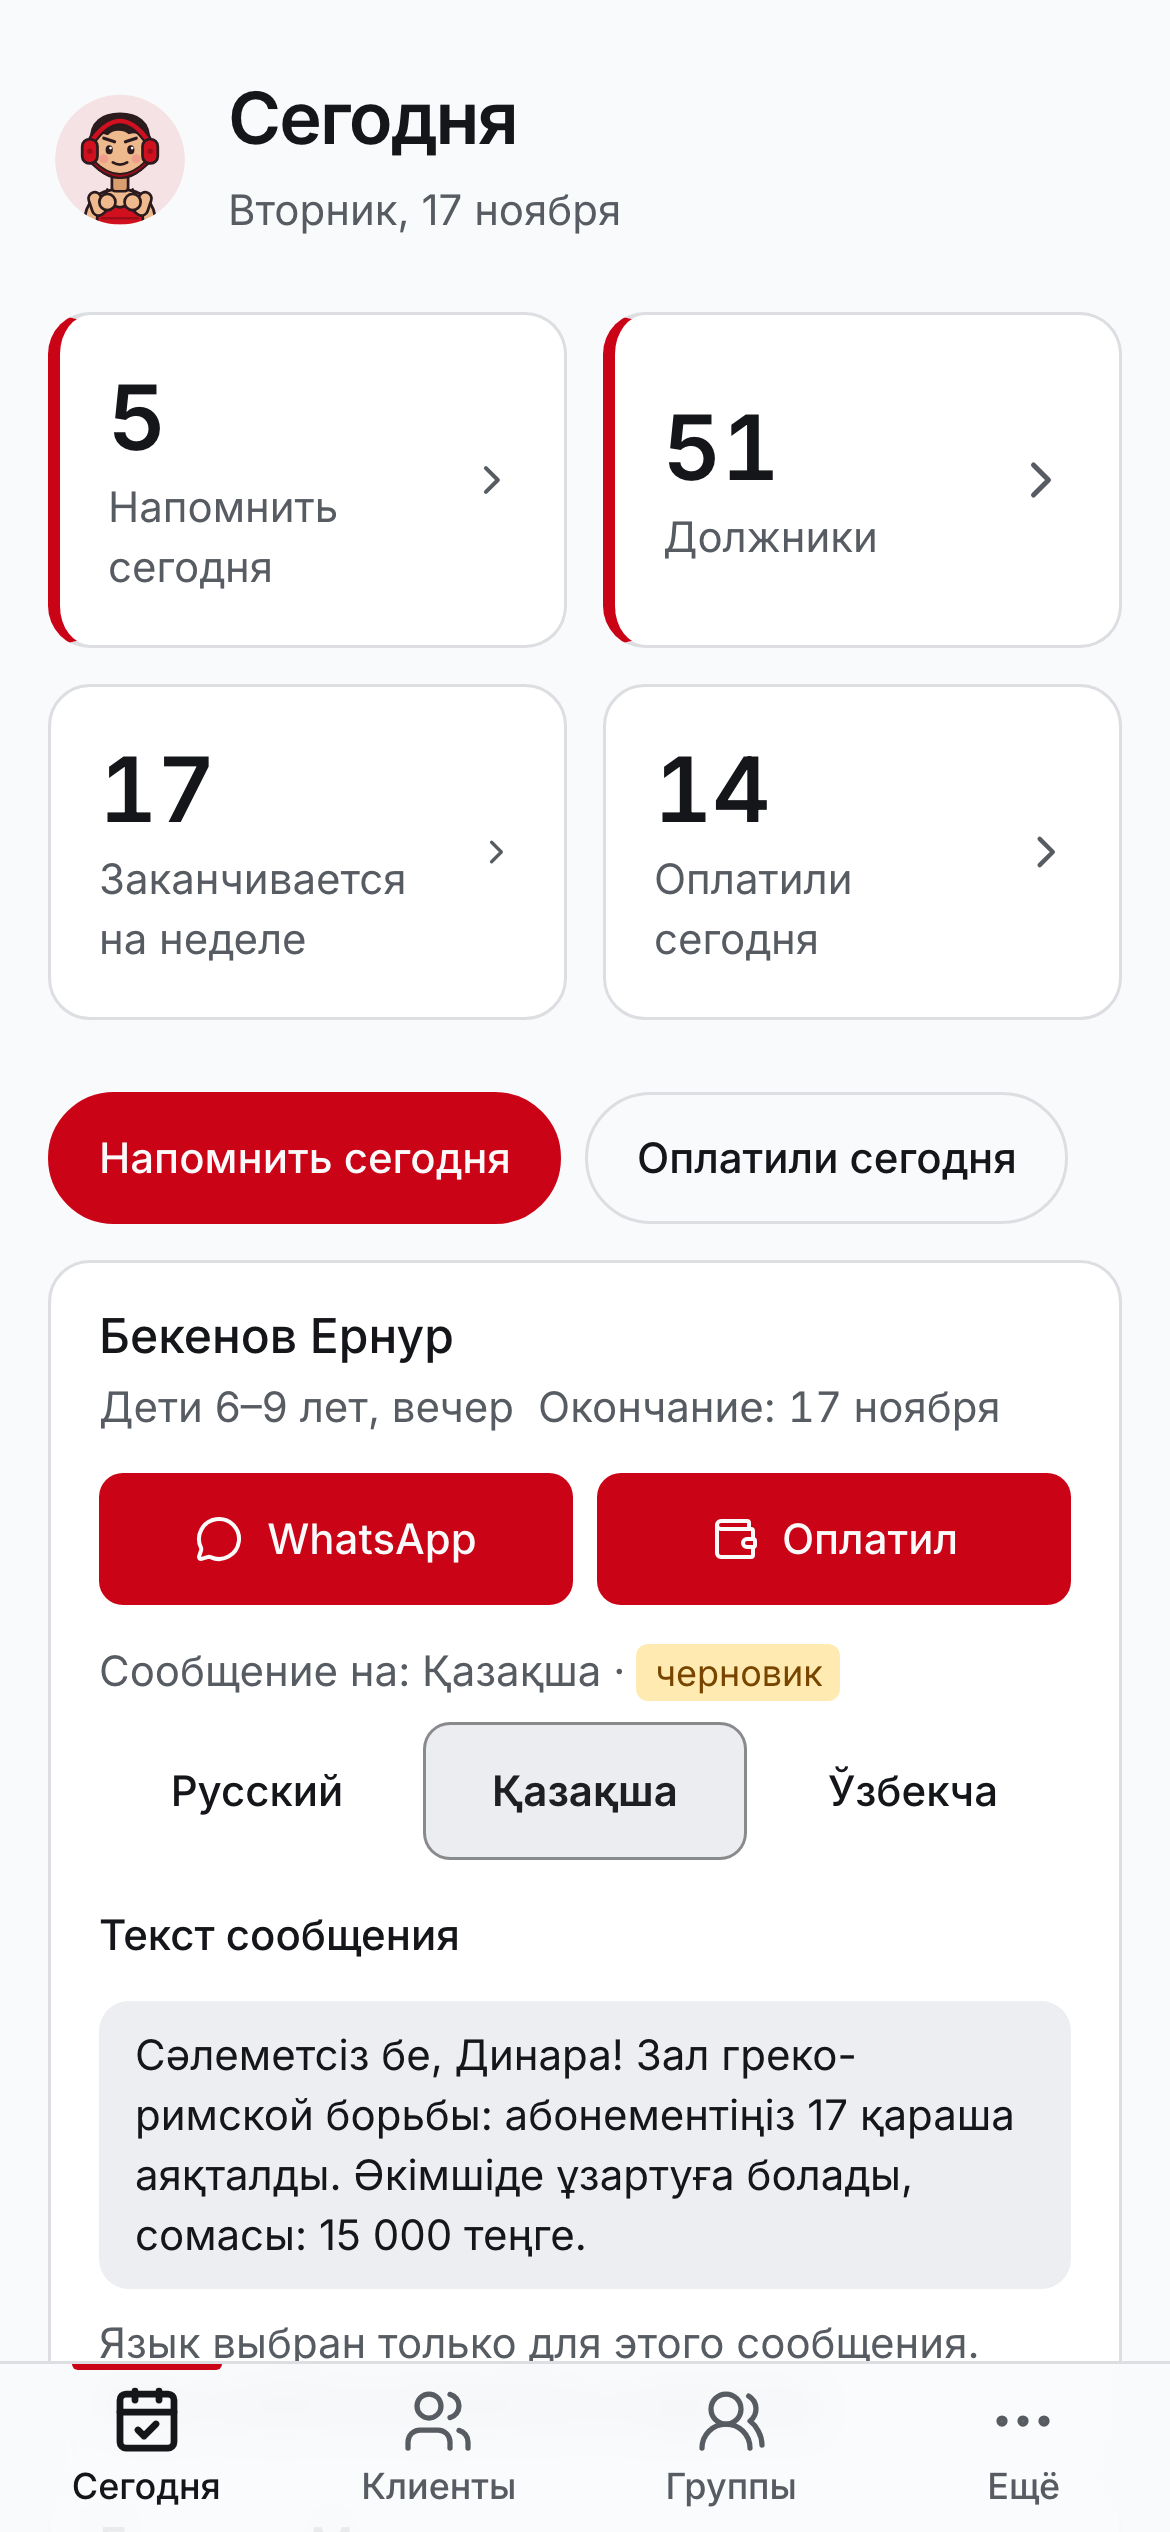 Сегодня
Вторник, 17 ноября
5
Напомнить
сегодня
51
Должники
17
Заканчивается
на неделе
14
Оплатили
сегодня
Напомнить сегодня
Оплатили сегодня
Бекенов Ернур
Дети 6–9 лет, вечер Окончание: 17 ноября
WhatsApp
Оплатил
Сообщение на: Қазақша · черновик
Русский
Қазақша
Ўзбекча
Текст сообщения
Сәлеметсіз бе, Динара! Зал греко-
римской борьбы: абонементіңіз 17 қараша
аяқталды. Әкімшіде ұзартуға болады,
сомасы: 15 000 теңге.
Язык выбран только для этого сообщения.
Сегодня
Клиенты
Группы
Ещё